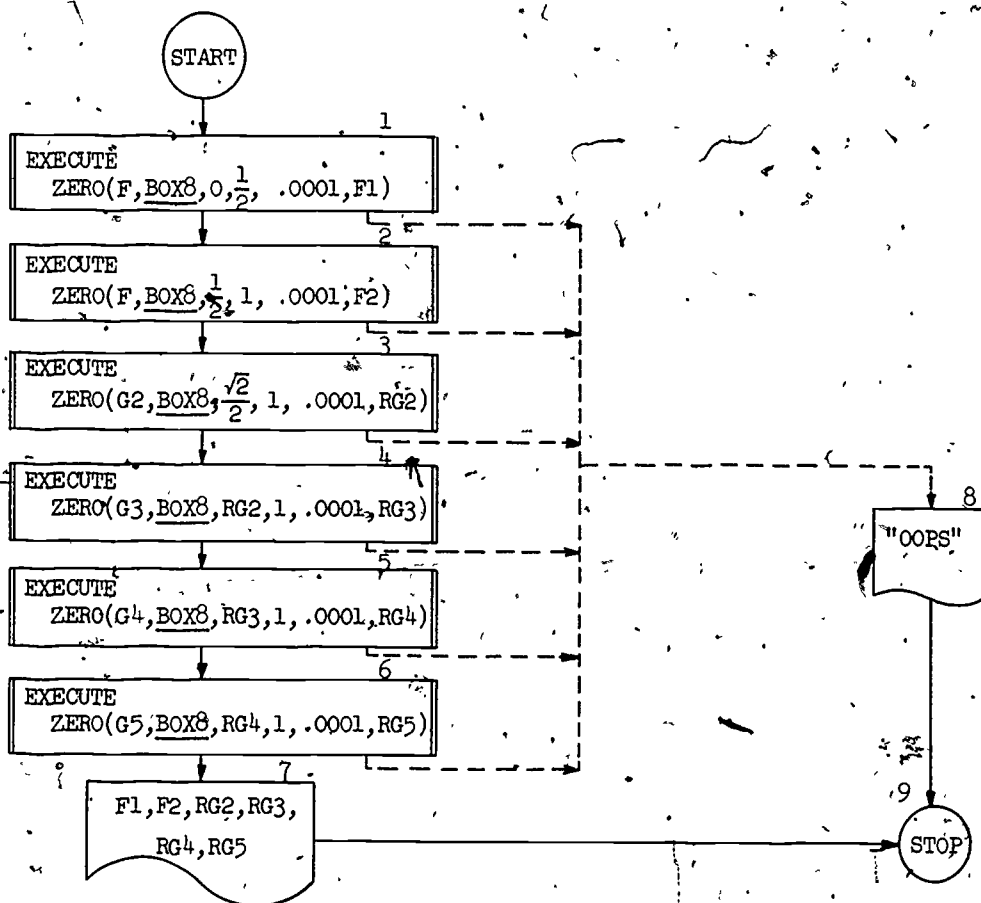 START
1
EXECUTE
ZERO(F,BOX8,0,1/2, .0001,F1)
2
EXECUTE
ZERO(F,BOX8,1/2,1, .0001,F2)
3
EXECUTE
ZERO(G2,BOX8,√2/2,1, .0001,RG2)
4
EXECUTE
ZERO(G3,BOX8,RG2,1,.0001,RG3)
5
EXECUTE
ZERO(G4,BOX8,RG3,1,.0001,RG4)
6
EXECUTE
ZERO(G5,BOX8,RG4,1,.0001,RG5)
7
F1,F2,RG2,RG3,
RG4,RG5
8
"OOPS"
9
STOP